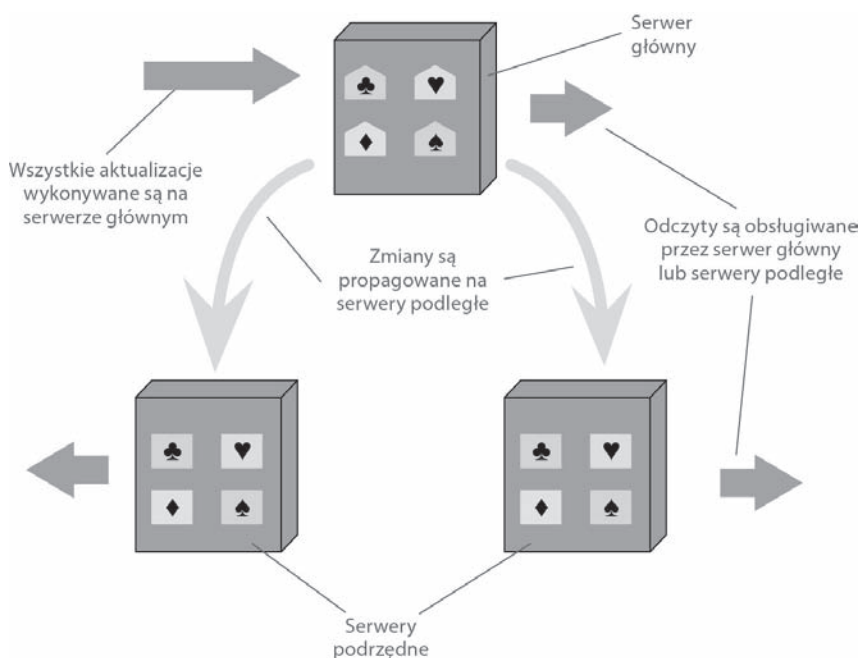 Serwer
główny
Wszystkie aktualizacje
wykonywane są na
serwerze głównym
Zmiany są
propagowane na
serwery podległe
Odczyty są obsługiwane
przez serwer główny
lub serwery podległe
Serwery
podrzędne